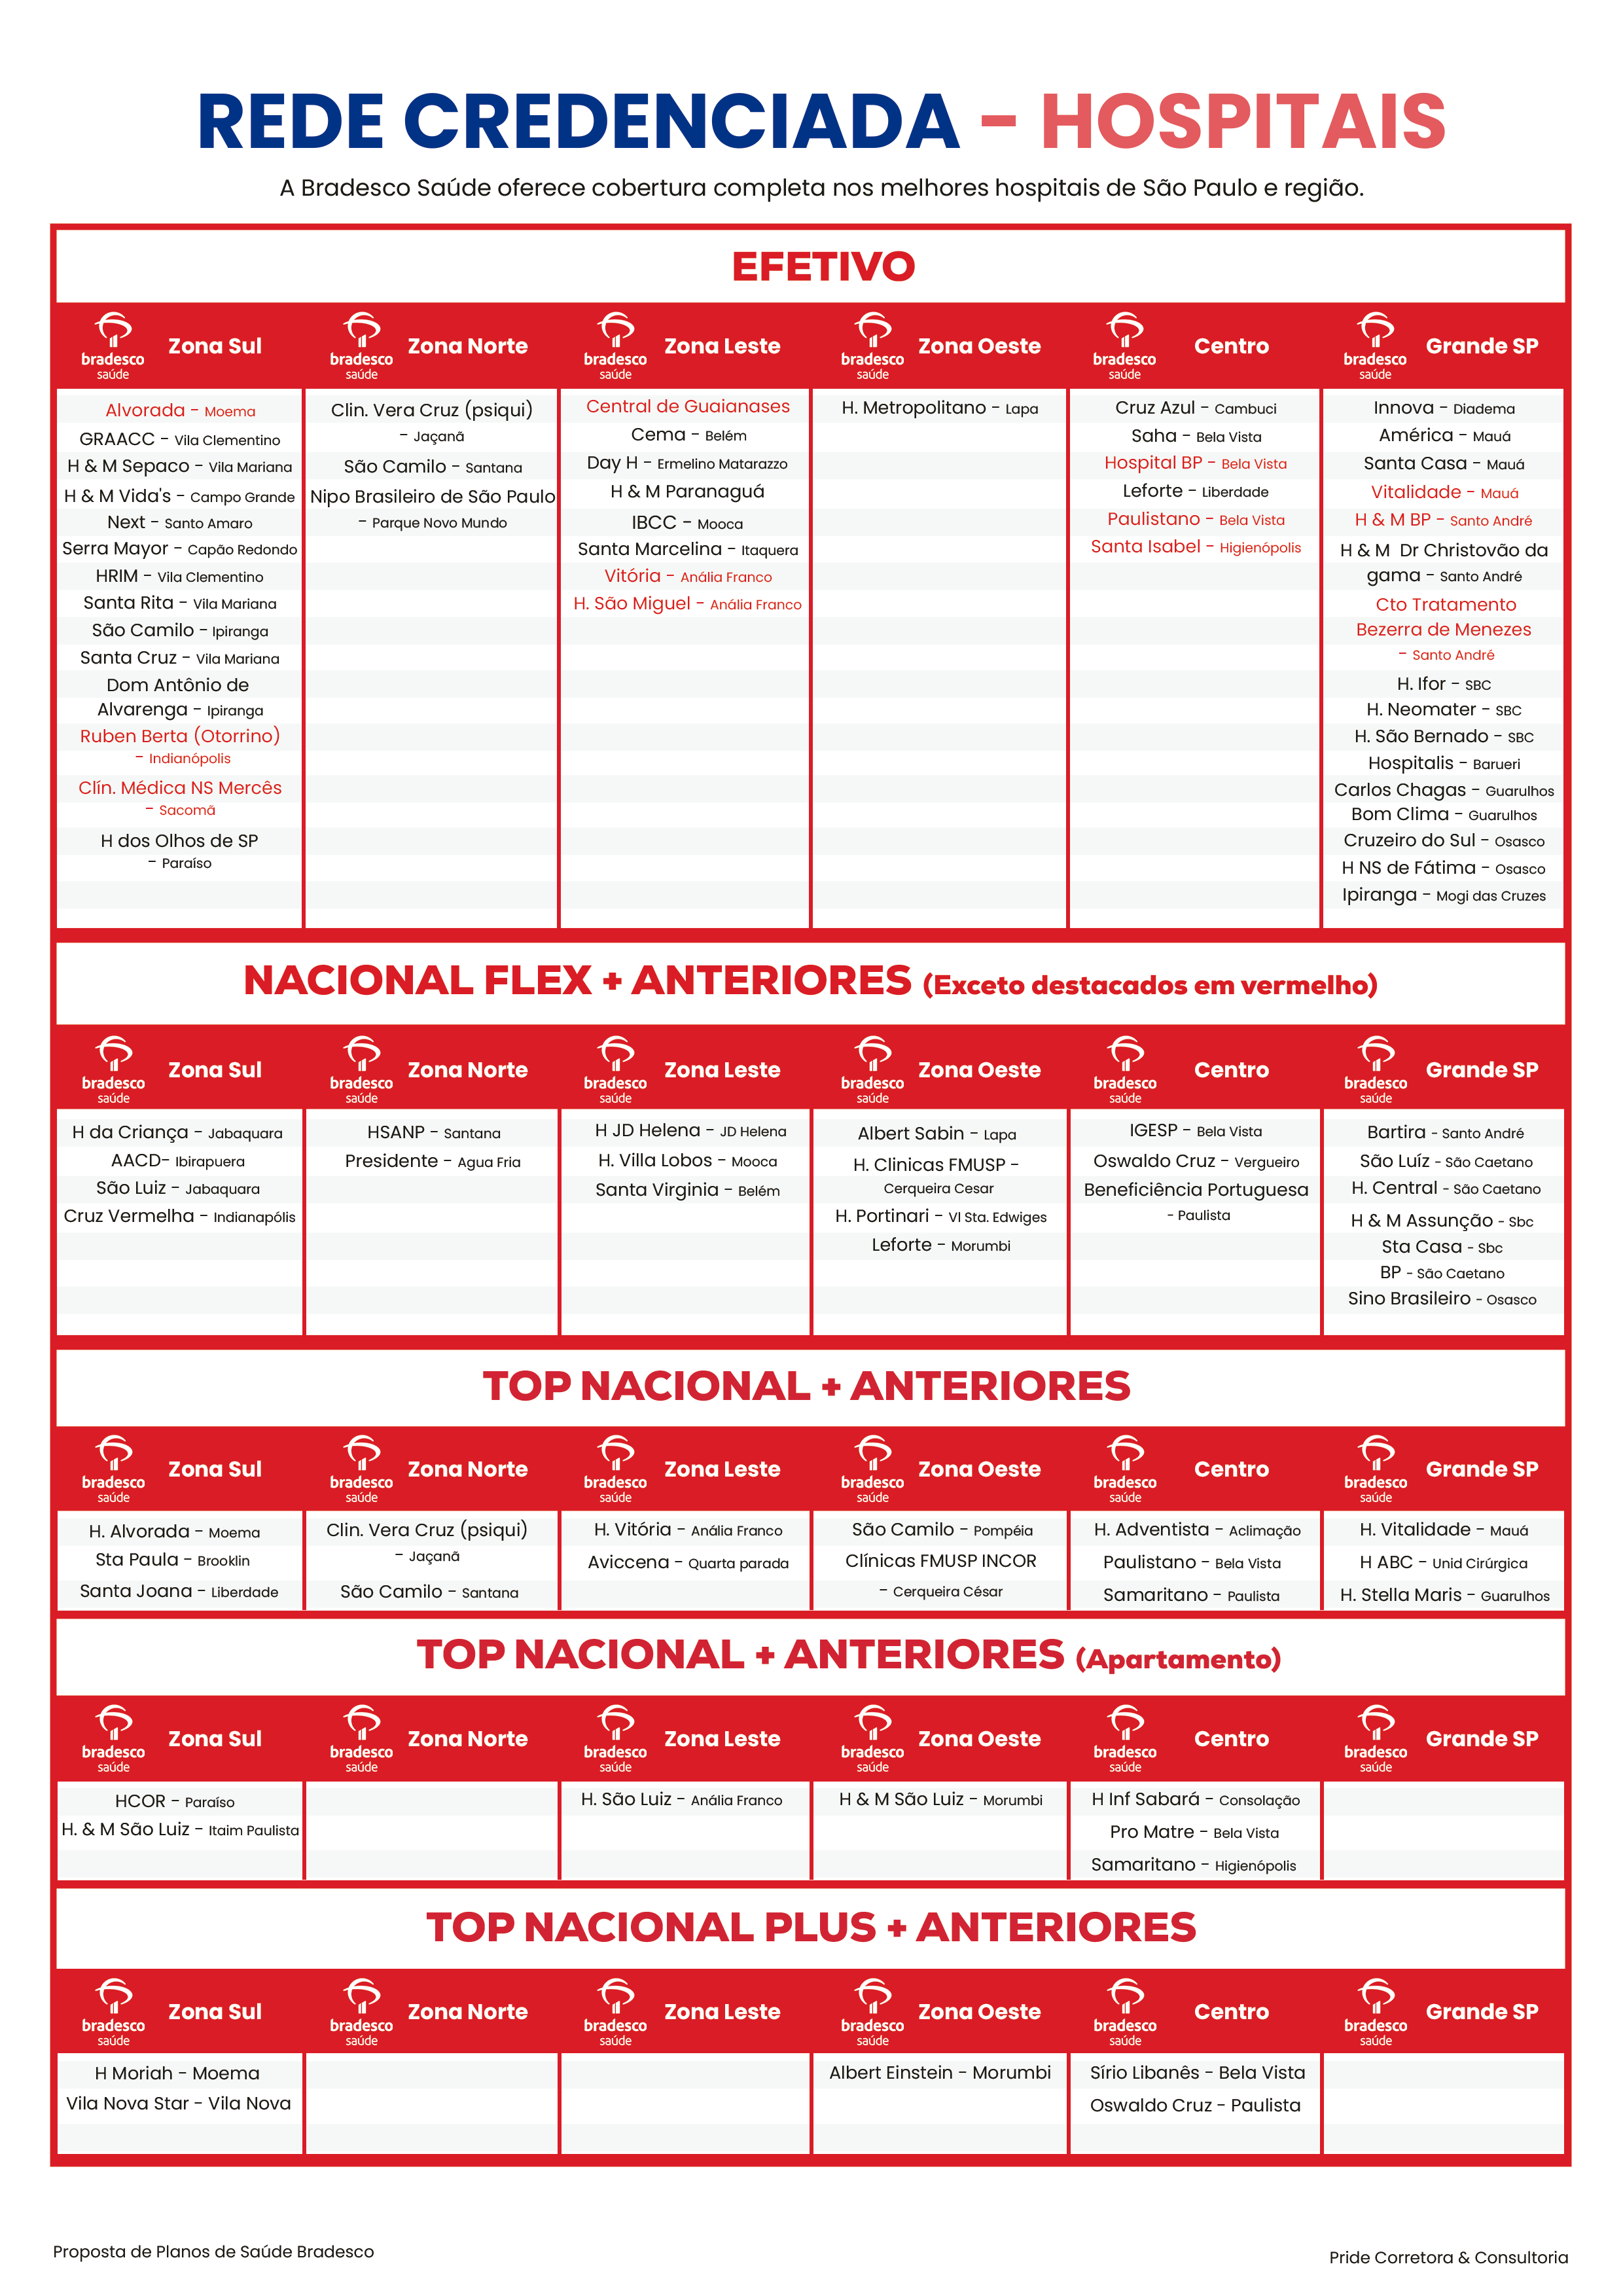 REDE CREDENCIADA - HOSPITAIS
A Bradesco Saúde oferece cobertura completa nos melhores hospitais de São Paulo e região.
EFETIVO
bradesco saúde Zona Sul
bradesco saúde Zona Norte
bradesco saúde Zona Leste
bradesco saúde Zona Oeste
bradesco saúde Centro
bradesco saúde Grande SP
Alvorada - Moema
GRAACC - Vila Clementino
H & M Sepaco - Vila Mariana
H & M Vida's - Campo Grande
Next - Santo Amaro
Serra Mayor - Capão Redondo
HRIM - Vila Clementino
Santa Rita - Vila Mariana
São Camilo - Ipiranga
Santa Cruz - Vila Mariana
Dom Antônio de
Alvarenga - Ipiranga
Ruben Berta (Otorrino)
- Indianópolis
Clín. Médica NS Mercês
- Sacomã
H dos Olhos de SP
- Paraíso
Clin. Vera Cruz (psiqui)
- Jaçanã
São Camilo - Santana
Nipo Brasileiro de São Paulo
- Parque Novo Mundo
Central de Guaianases
Cema - Belém
Day H - Ermelino Matarazzo
H & M Paranaguá
IBCC - Mooca
Santa Marcelina - Itaquera
Vitória - Anália Franco
H. São Miguel - Anália Franco
H. Metropolitano - Lapa
Cruz Azul - Cambuci
Saha - Bela Vista
Hospital BP - Bela Vista
Leforte - Liberdade
Paulistano - Bela Vista
Santa Isabel - Higienópolis
Innova - Diadema
América - Mauá
Santa Casa - Mauá
Vitalidade - Mauá
H & M BP - Santo André
H & M Dr Christovão da
gama - Santo André
Cto Tratamento
Bezerra de Menezes
- Santo André
H. Ifor - SBC
H. Neomater - SBC
H. São Bernado - SBC
Hospitalis - Barueri
Carlos Chagas - Guarulhos
Bom Clima - Guarulhos
Cruzeiro do Sul - Osasco
H NS de Fátima - Osasco
Ipiranga - Mogi das Cruzes
NACIONAL FLEX + ANTERIORES (Exceto destacados em vermelho)
bradesco saúde Zona Sul
bradesco saúde Zona Norte
bradesco saúde Zona Leste
bradesco saúde Zona Oeste
bradesco saúde Centro
bradesco saúde Grande SP
H da Criança - Jabaquara
AACD- Ibirapuera
São Luiz - Jabaquara
Cruz Vermelha - Indianapólis
HSANP - Santana
Presidente - Agua Fria
H JD Helena - JD Helena
H. Villa Lobos - Mooca
Santa Virginia - Belém
Albert Sabin - Lapa
H. Clinicas FMUSP -
Cerqueira Cesar
H. Portinari - Vl Sta. Edwiges
Leforte - Morumbi
IGESP - Bela Vista
Oswaldo Cruz - Vergueiro
Beneficiência Portuguesa
- Paulista
Bartira - Santo André
São Luíz - São Caetano
H. Central - São Caetano
H & M Assunção - Sbc
Sta Casa - Sbc
BP - São Caetano
Sino Brasileiro - Osasco
TOP NACIONAL + ANTERIORES
bradesco saúde Zona Sul
bradesco saúde Zona Norte
bradesco saúde Zona Leste
bradesco saúde Zona Oeste
bradesco saúde Centro
bradesco saúde Grande SP
H. Alvorada - Moema
Sta Paula - Brooklin
Santa Joana - Liberdade
Clin. Vera Cruz (psiqui)
- Jaçanã
São Camilo - Santana
H. Vitória - Anália Franco
Aviccena - Quarta parada
São Camilo - Pompéia
Clínicas FMUSP INCOR
- Cerqueira César
H. Adventista - Aclimação
Paulistano - Bela Vista
Samaritano - Paulista
H. Vitalidade - Mauá
H ABC - Unid Cirúrgica
H. Stella Maris - Guarulhos
TOP NACIONAL + ANTERIORES (Apartamento)
bradesco saúde Zona Sul
bradesco saúde Zona Norte
bradesco saúde Zona Leste
bradesco saúde Zona Oeste
bradesco saúde Centro
bradesco saúde Grande SP
HCOR - Paraíso
H. & M São Luiz - Itaim Paulista
H. São Luiz - Anália Franco
H & M São Luiz - Morumbi
H Inf Sabará - Consolação
Pro Matre - Bela Vista
Samaritano - Higienópolis
TOP NACIONAL PLUS + ANTERIORES
bradesco saúde Zona Sul
bradesco saúde Zona Norte
bradesco saúde Zona Leste
bradesco saúde Zona Oeste
bradesco saúde Centro
bradesco saúde Grande SP
H Moriah - Moema
Vila Nova Star - Vila Nova
Albert Einstein - Morumbi
Sírio Libanês - Bela Vista
Oswaldo Cruz - Paulista
Proposta de Planos de Saúde Bradesco
Pride Corretora & Consultoria